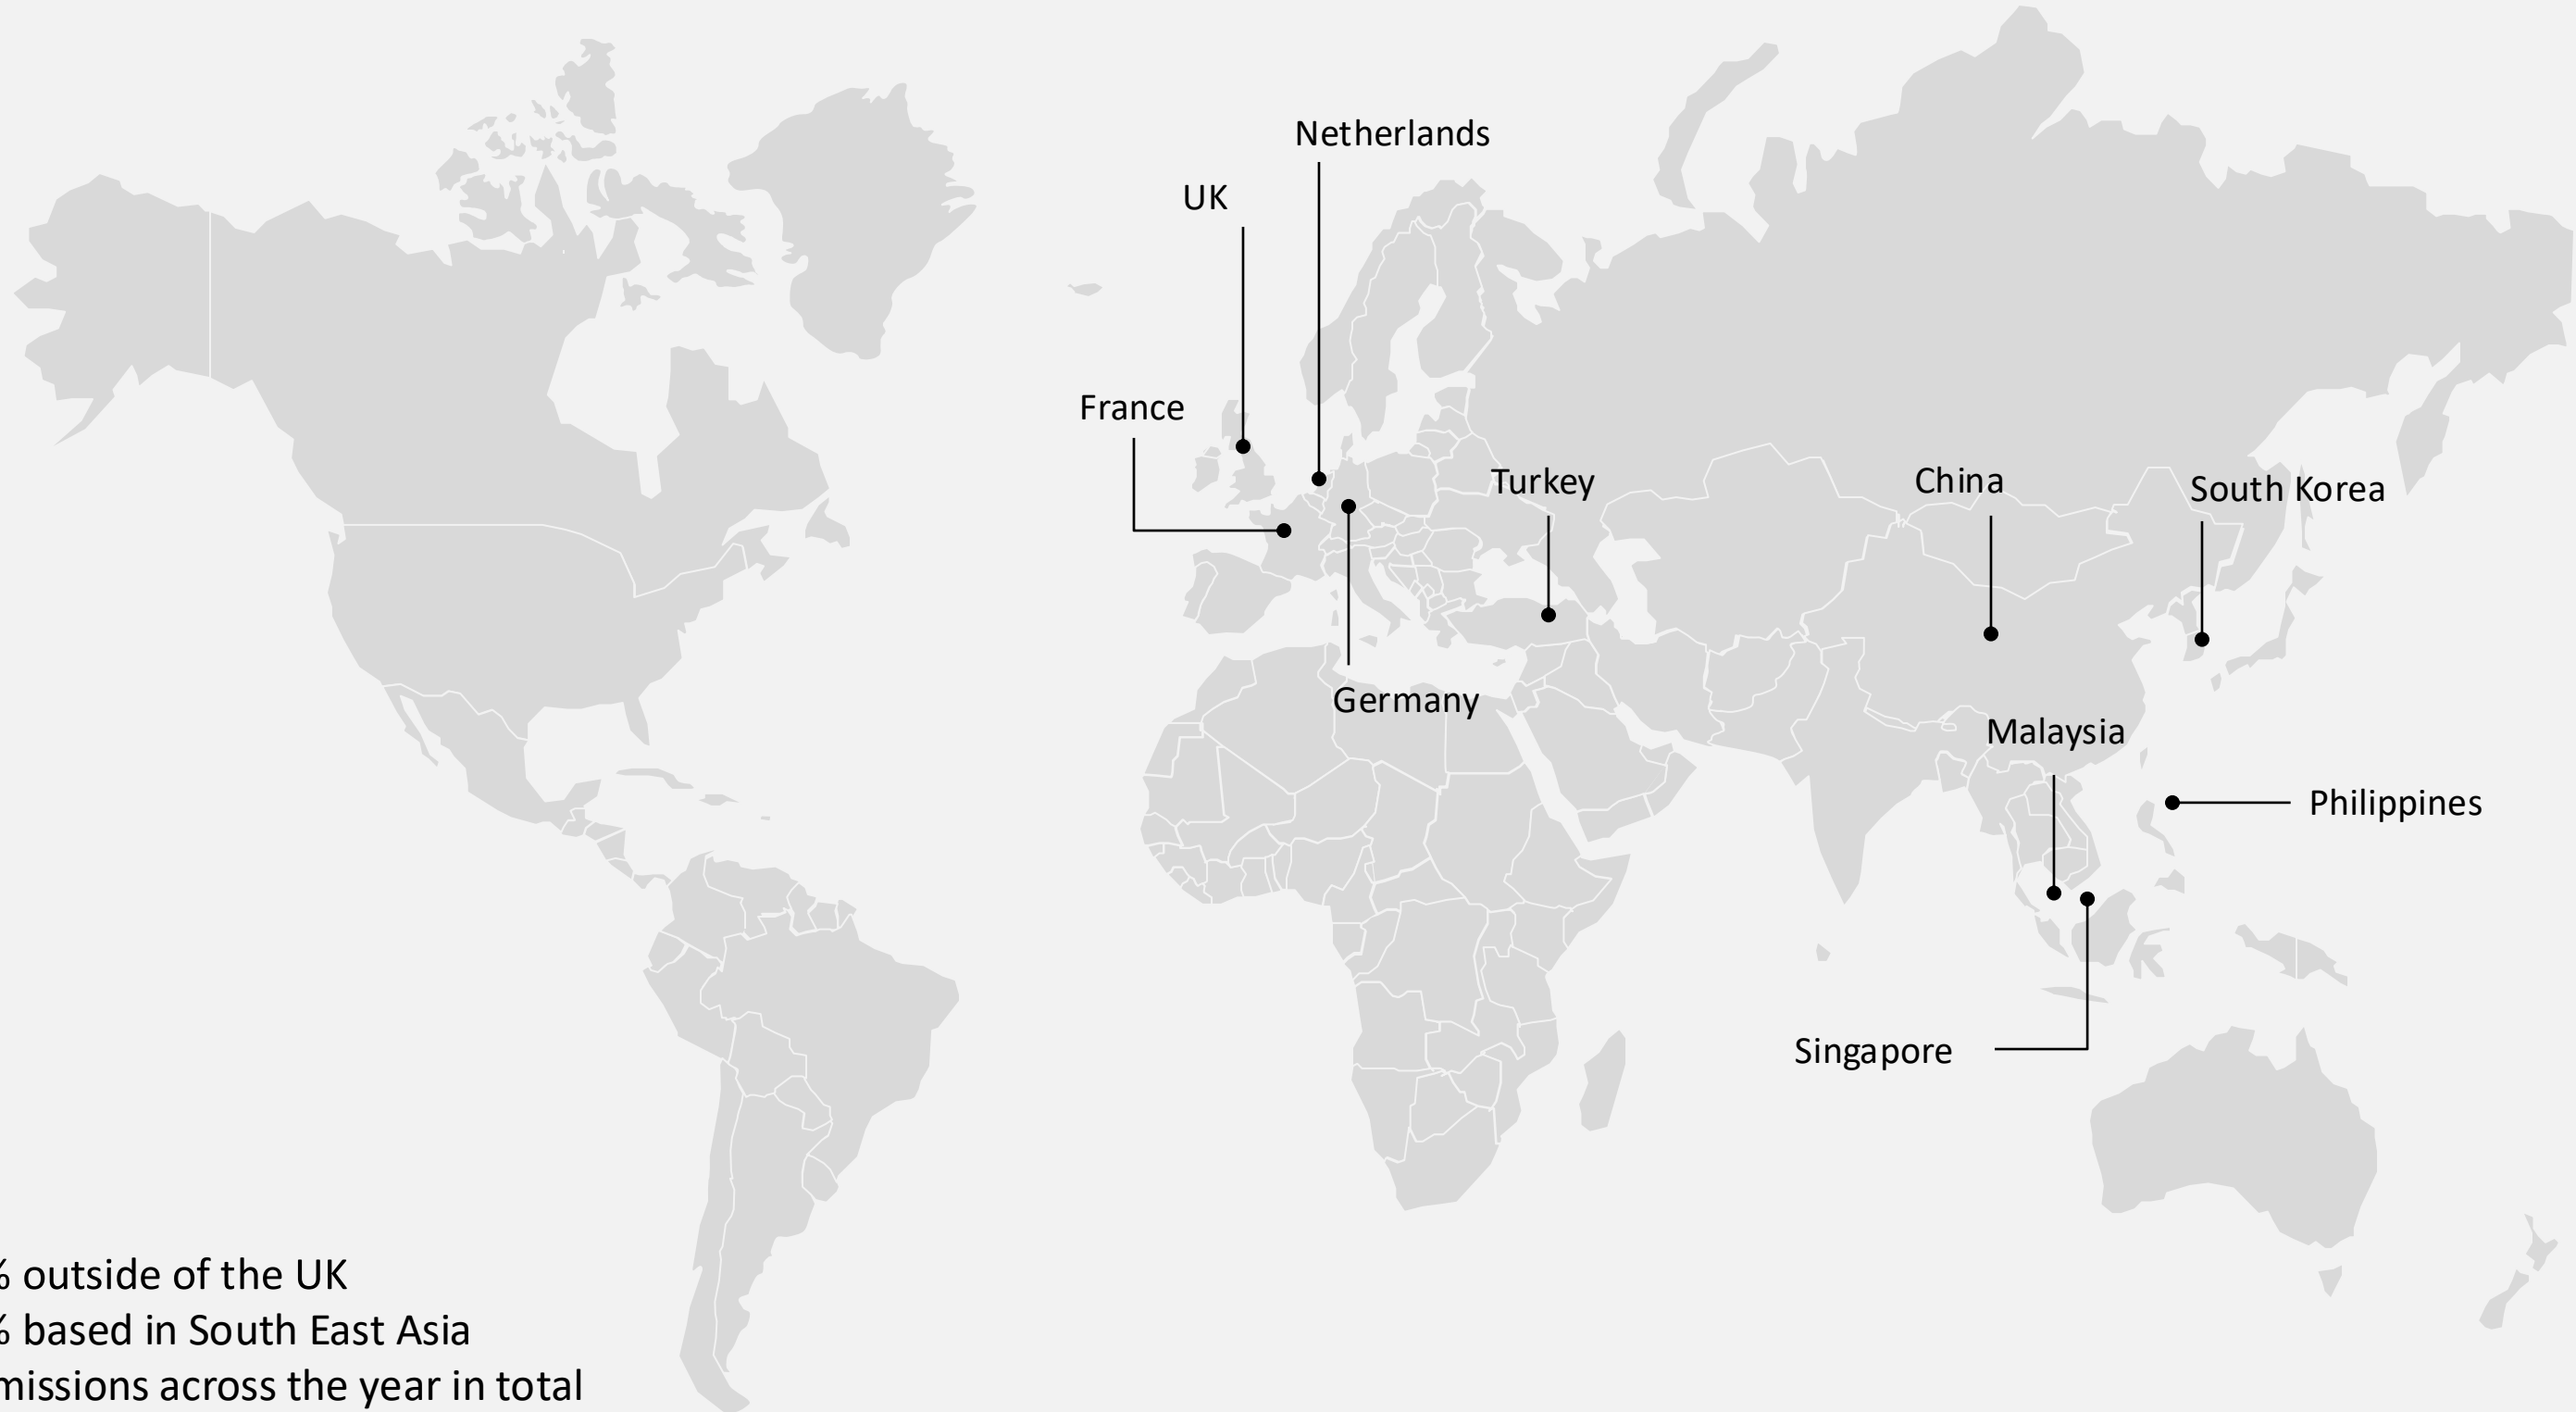 Netherlands
UK
France
Turkey
China
South Korea
Germany
Malaysia
Philippines
Singapore
% outside of the UK
% based in South East Asia
missions across the year in total